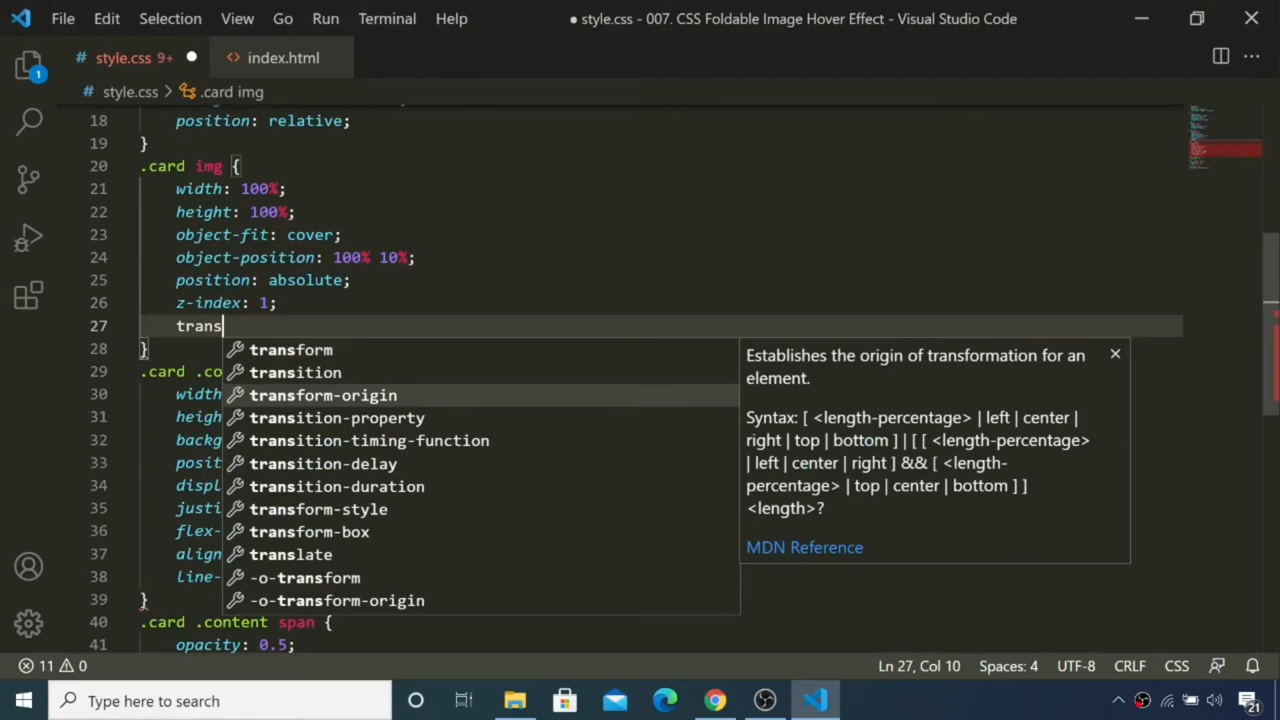 File Edit Selection View Go Run Terminal Help ● style.css - 007. CSS Foldable Image Hover Effect - Visual Studio Code
# style.css 9+ ● <> index.html
1
# style.css > .card img
18 position: relative;
19 }
20 .card img {
21 width: 100%;
22 height: 100%;
23 object-fit: cover;
24 object-position: 100% 10%;
25 position: absolute;
26 z-index: 1;
27 trans
28 }
transform
transition
transform-origin
transition-property
transition-timing-function
transition-delay
transition-duration
transform-style
transform-box
translate
-o-transform
-o-transform-origin
Establishes the origin of transformation for an
element.
Syntax: [ <length-percentage> | left | center |
right | top | bottom ] | [ [ <length-percentage>
| left | center | right ] && [ <length-
percentage> | top | center | bottom ] ]
<length>?
MDN Reference
29 .card .co
30 width
31 heigh
32 backg
33 posit
34 displ
35 justi
36 flex-
37 align
38 line-
39 }
40 .card .content span {
41 opacity: 0.5;
11 0 Ln 27, Col 10 Spaces: 4 UTF-8 CRLF CSS
Type here to search
21